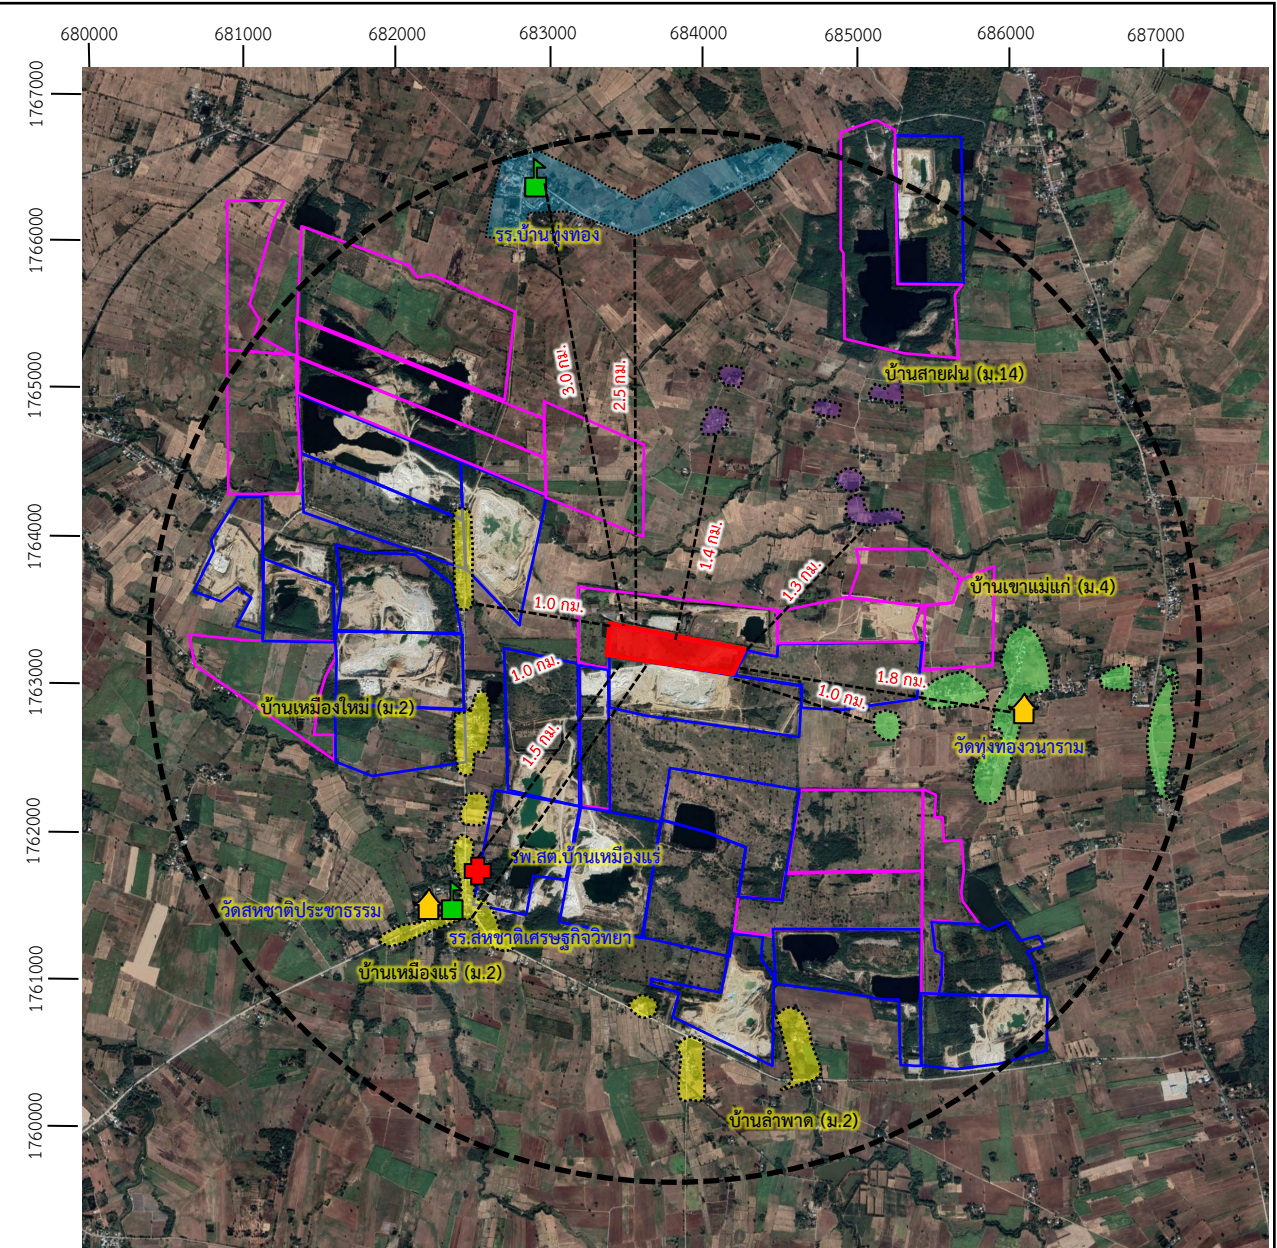 680000 681000 682000 683000 684000 685000 686000 687000
1767000
1766000
1765000
1764000
1763000
1762000
1761000
1760000
รร.บ้านทุ่งทอง
3.0 กม.
2.5 กม.
บ้านสายฝน (ม.14)
1.4 กม.
1.3 กม.
บ้านเขาแม่แก่ (ม.4)
1.0 กม.
1.0 กม.
1.8 กม.
1.0 กม.
บ้านเหมืองใหม่ (ม.2)
1.5 กม.
วัดทุ่งทองวนาราม
รพ.สต.บ้านเหมืองแร่
วัดสหชาติประชาธรรม
รร.สหชาติเศรษฐกิจวิทยา
บ้านเหมืองแร่ (ม.2)
บ้านลำพาด (ม.2)